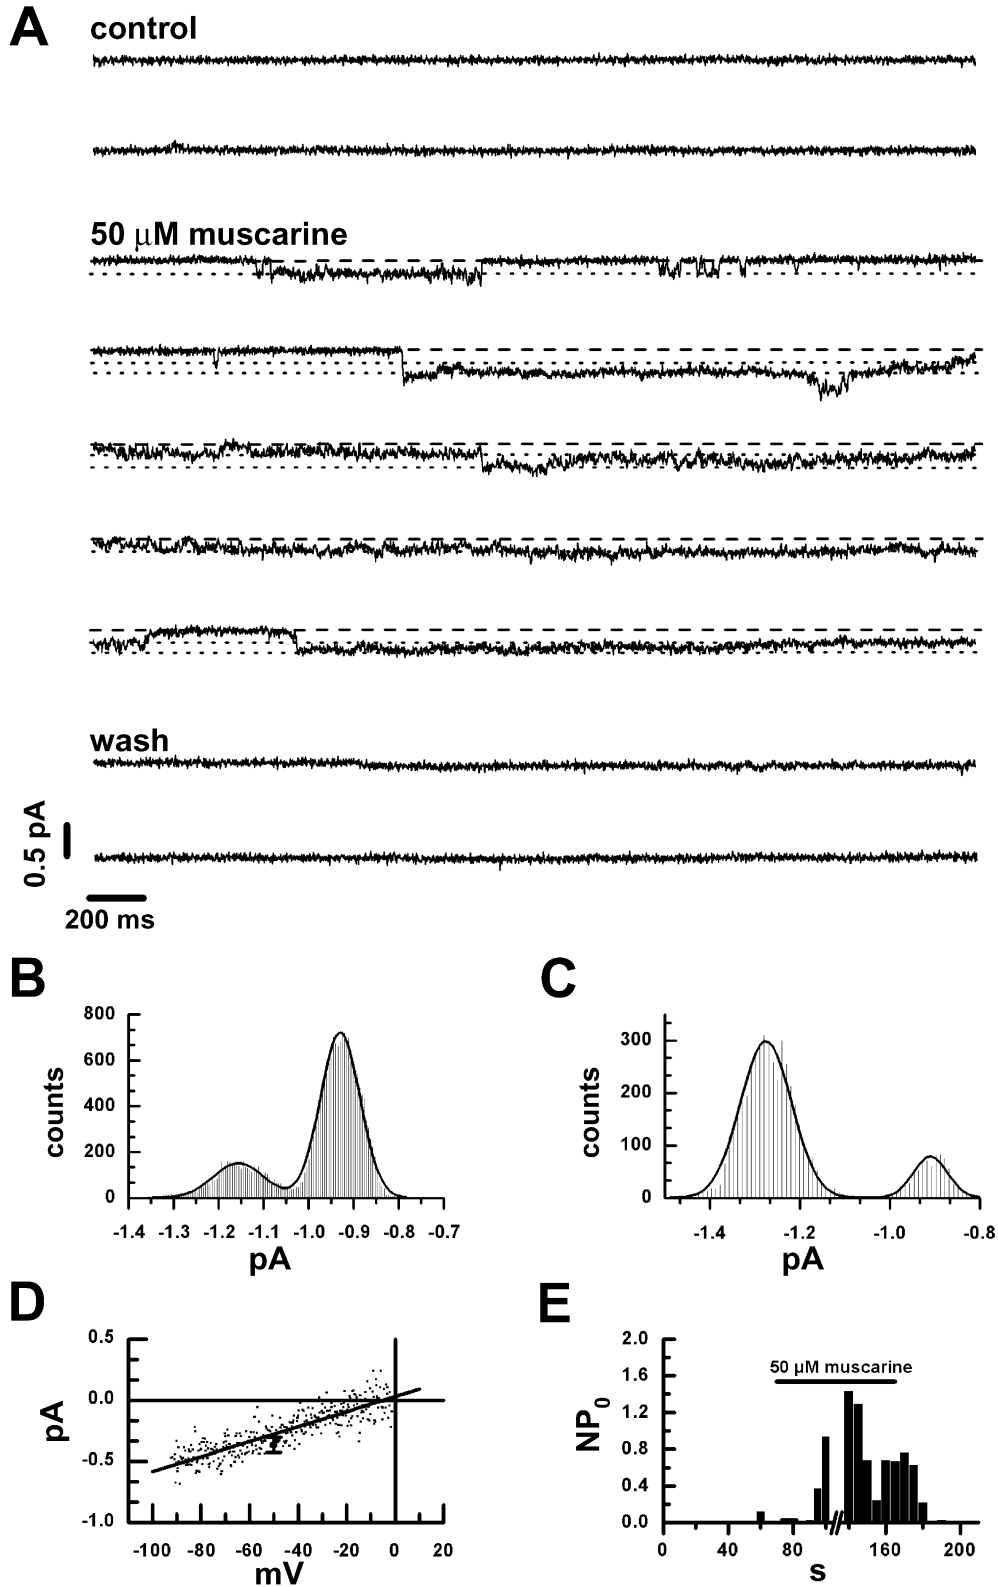 A
control
50 μM muscarine
wash
0.5 pA
200 ms
B
800
600
400
200
0
counts
-1.4 -1.3 -1.2 -1.1 -1.0 -0.9 -0.8 -0.7
pA
C
300
200
100
0
counts
-1.4 -1.2 -1.0 -0.8
pA
D
0.5
0.0
-0.5
-1.0
pA
-100 -80 -60 -40 -20 0 20
mV
E
2.0
1.6
1.2
0.8
0.4
0.0
NP0
50 μM muscarine
0 40 80 160 200
s